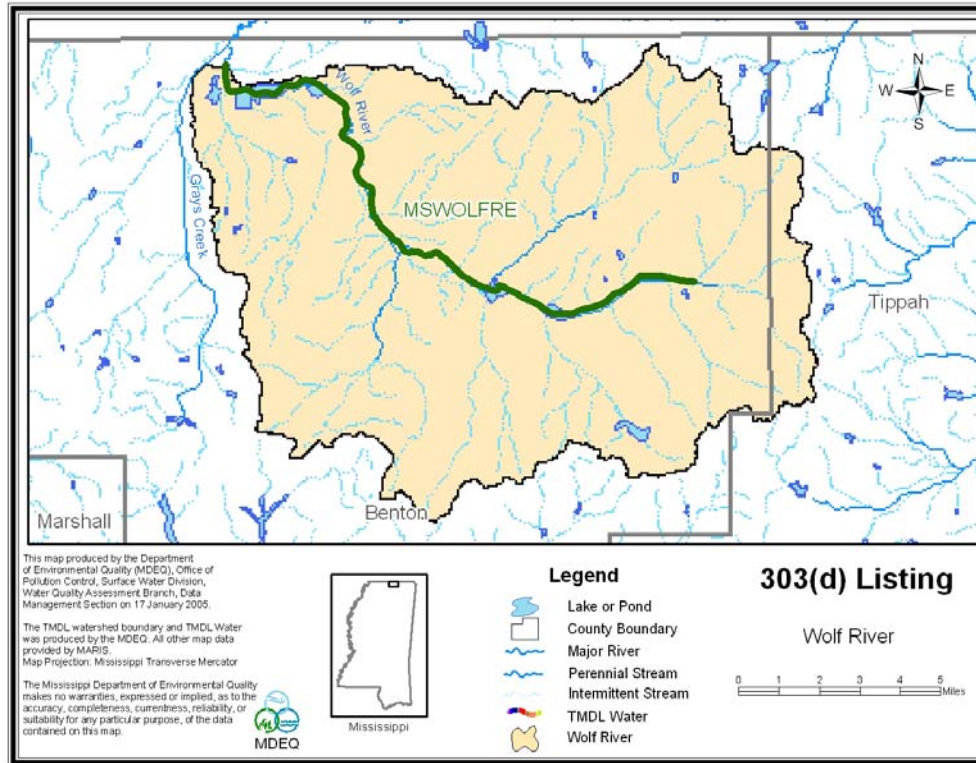 N
W E
S
Wolf River
MSWOLFRE
Grays Creek
Tippah
Marshall
Benton
This map produced by the Department
of Environmental Quality (MDEQ), Office of
Pollution Control, Surface Water Division,
Water Quality Assessment Branch, Data
Management Section on 17 January 2005.
The TMDL watershed boundary and TMDL Water
was produced by the MDEQ. All other map data
provided by MARIS.
Map Projection: Mississippi Transverse Mercator
The Mississippi Department of Environmental Quality
makes no warranties, expressed or implied, as to the
accuracy, completeness, currentness, reliability, or
suitability for any particular purpose, of the data
contained on this map.
MDEQ
Mississippi
Legend
Lake or Pond
County Boundary
Major River
Perennial Stream
Intermittent Stream
TMDL Water
Wolf River
303(d) Listing
Wolf River
0 1 2 3 4 5
Miles